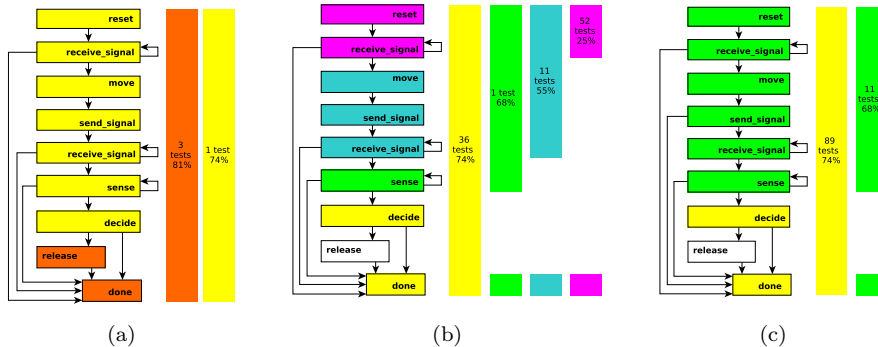 reset
receive_signal
move
send_signal
receive_signal
sense
decide
release
done
3
tests
81%
1 test
74%
(a)
reset
receive_signal
move
send_signal
receive_signal
sense
decide
release
done
36
tests
74%
1 test
68%
11
tests
55%
52
tests
25%
(b)
reset
receive_signal
move
send_signal
receive_signal
sense
decide
release
done
89
tests
74%
11
tests
68%
(c)